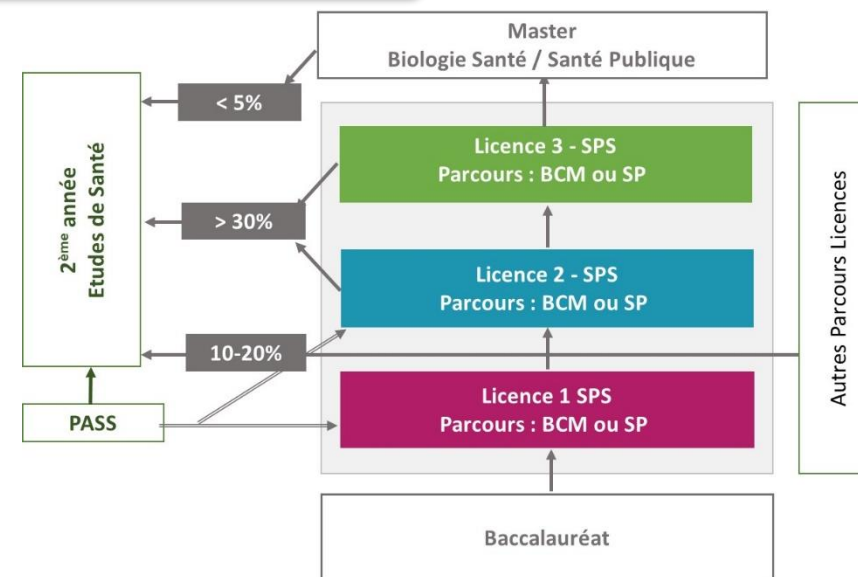 Master
Biologie Santé / Santé Publique
< 5%
Licence 3 - SPS
Parcours : BCM ou SP
2ème année
Etudes de Santé
> 30%
Licence 2 - SPS
Parcours : BCM ou SP
Autres Parcours Licences
10-20%
Licence 1 SPS
Parcours : BCM ou SP
PASS
Baccalauréat